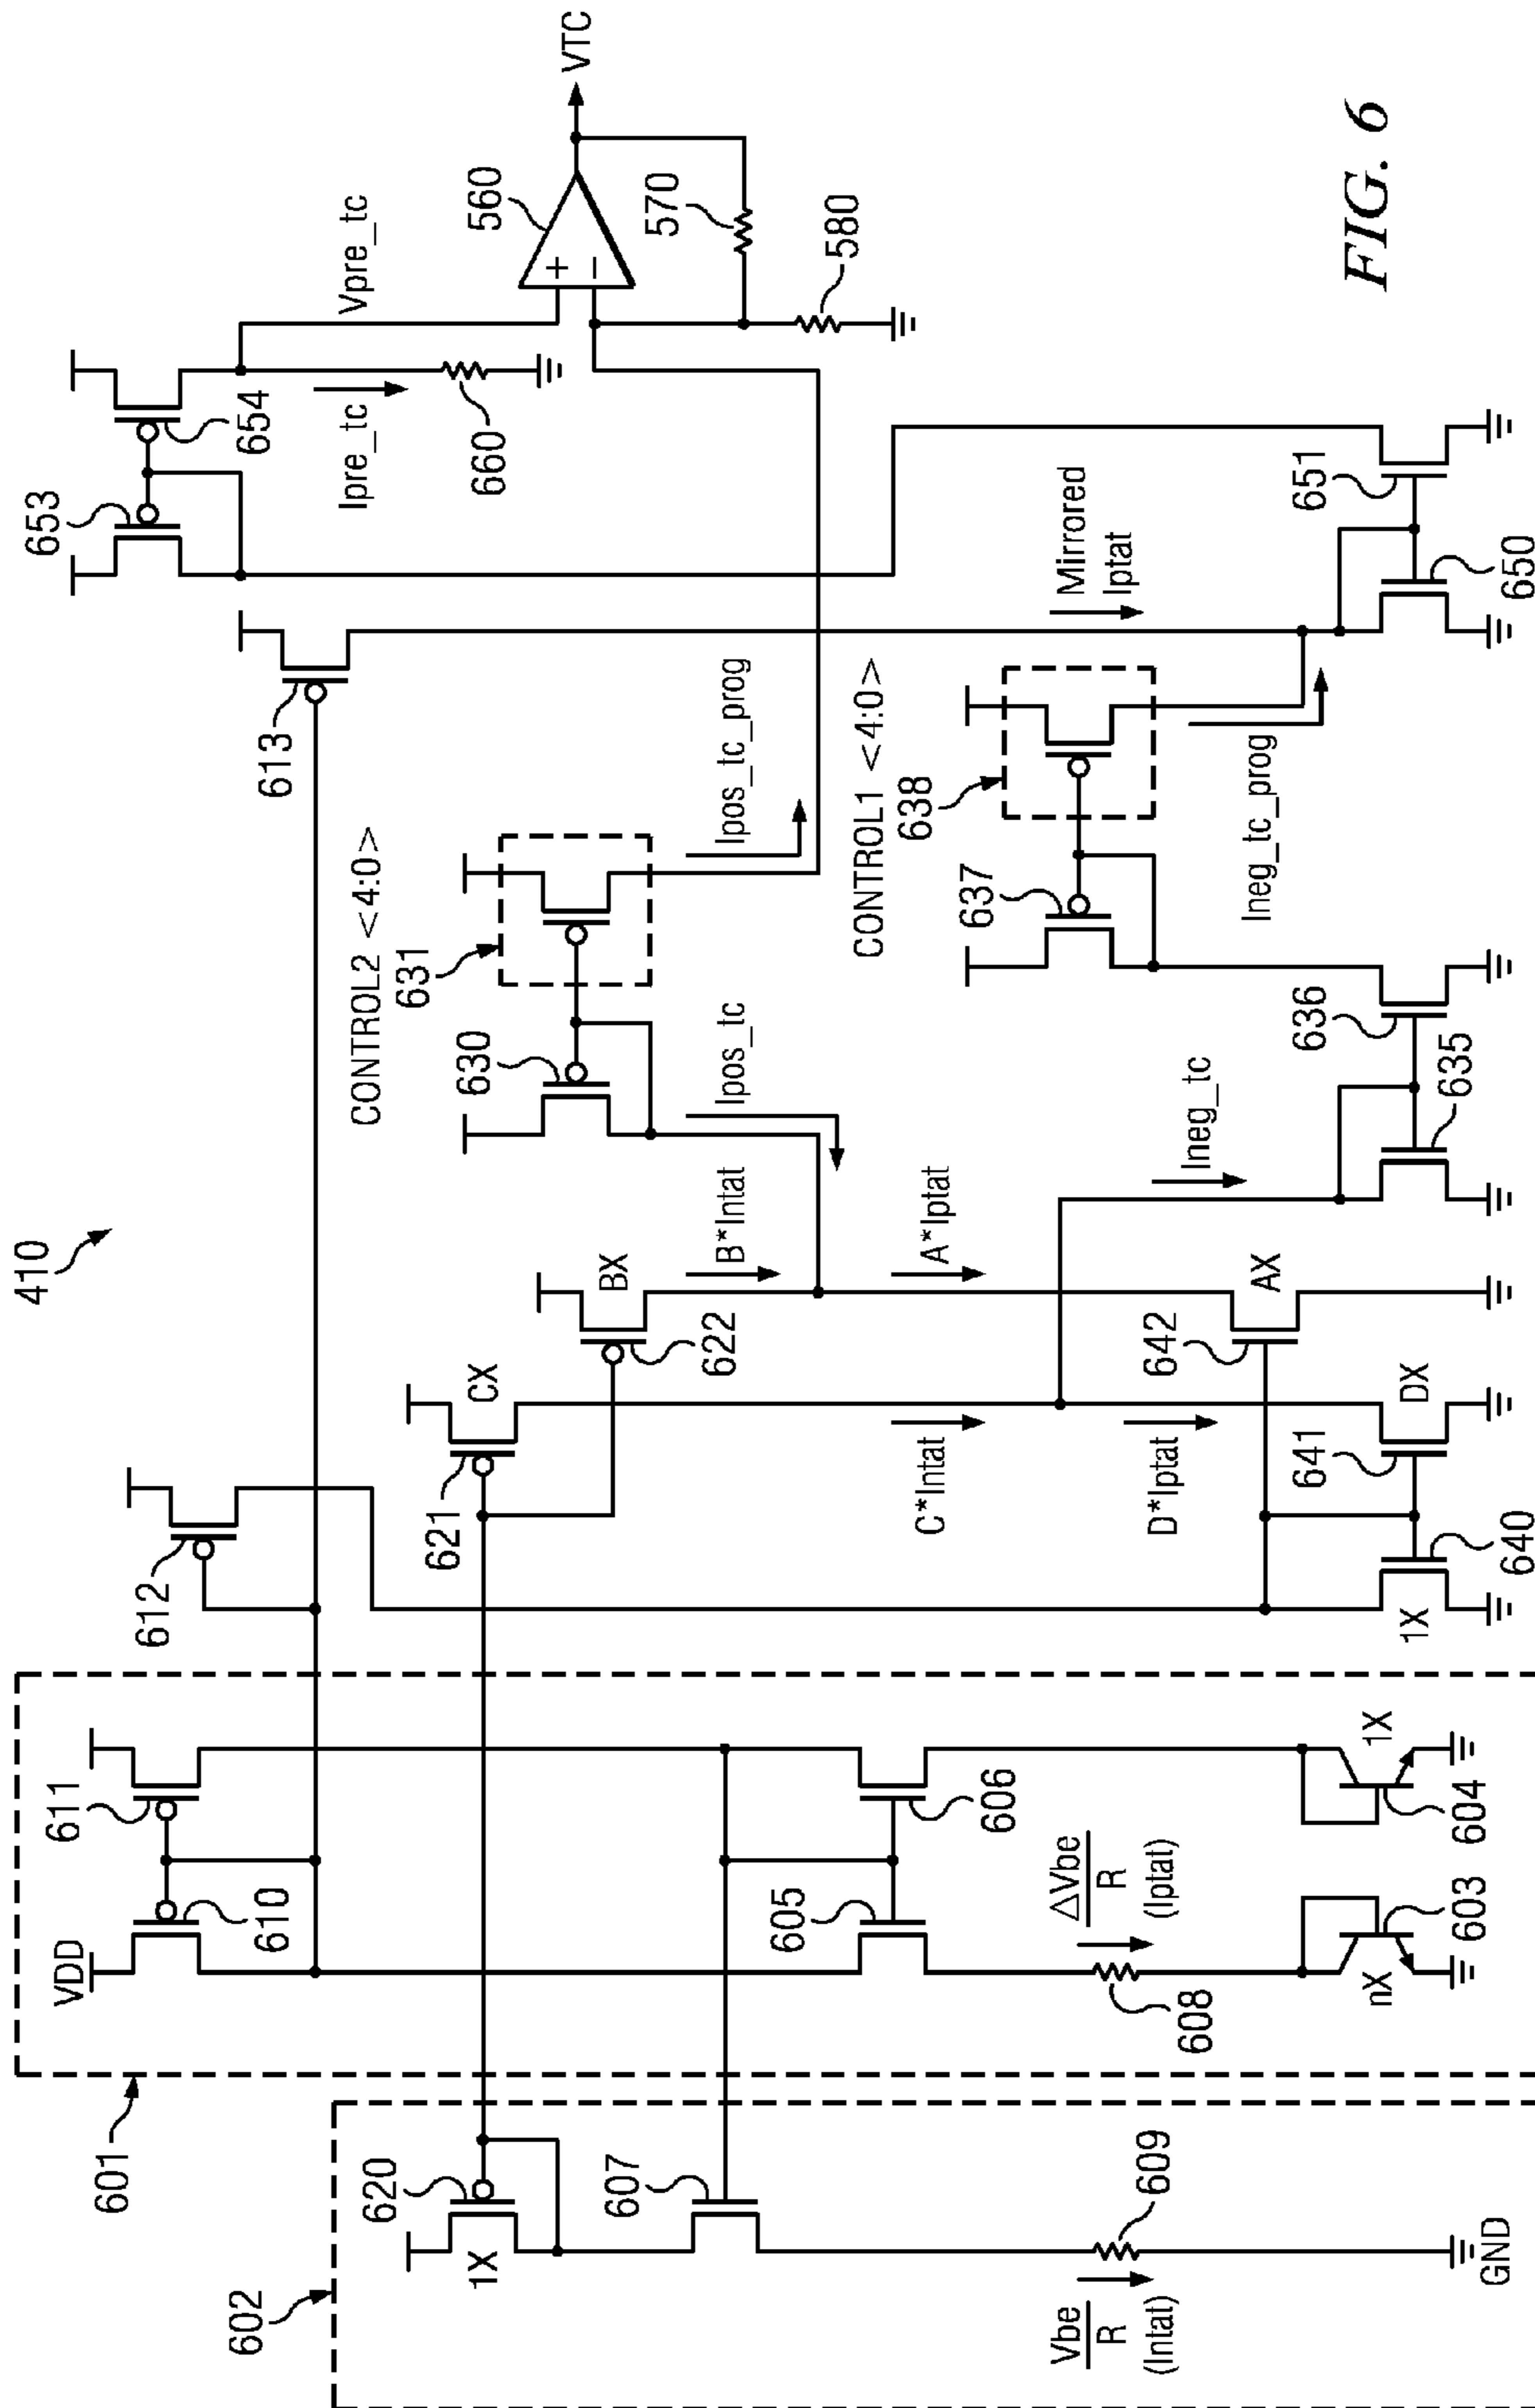 410
601
602
VDD
610
611
612
613
653
654
Ipre_tc
660
Vpre_tc
560
+
−
VTC
570
580
620
1X
607
609
Vbe
R
(Intat)
GND
605
606
608
ΔVbe
R
(Iptat)
nX
603
1X
604
621
CX
622
BX
C*Intat
B*Intat
D*Iptat
A*Iptat
641
DX
642
AX
1X
640
CONTROL2 <4:0>
630
631
Ipos_tc
Ipos_tc_prog
CONTROL1 <4:0>
637
638
Ineg_tc
Ineg_tc_prog
635
636
Mirrored
Iptat
650
651
FIG. 6